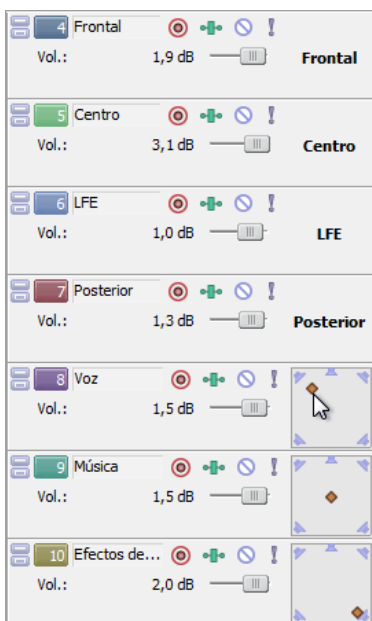 4 Frontal
Vol.: 1,9 dB Frontal
5 Centro
Vol.: 3,1 dB Centro
6 LFE
Vol.: 1,0 dB LFE
7 Posterior
Vol.: 1,3 dB Posterior
8 Voz
Vol.: 1,5 dB
9 Música
Vol.: 1,5 dB
10 Efectos de...
Vol.: 2,0 dB